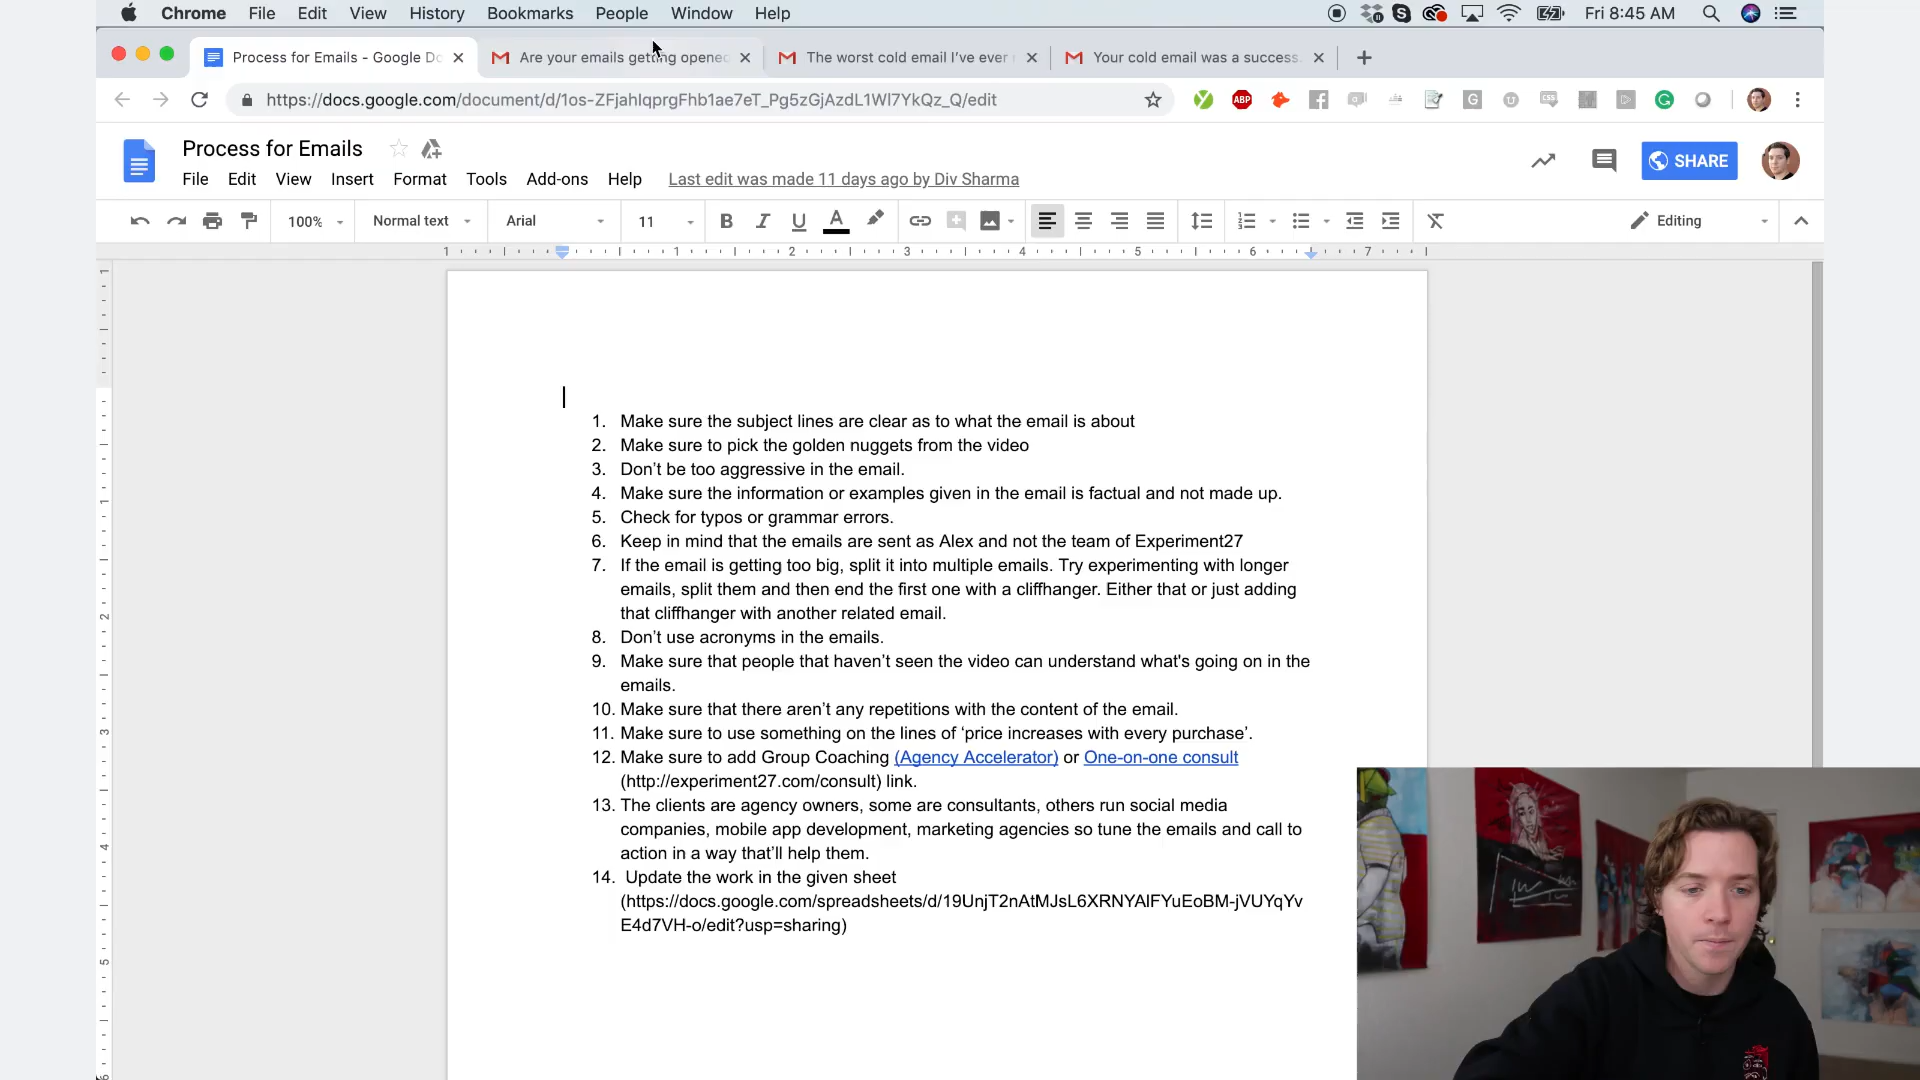 Chrome File Edit View History Bookmarks People Window Help Fri 8:45 AM
Process for Emails - Google Do
Are your emails getting opened
The worst cold email I've ever
Your cold email was a success.
https://docs.google.com/document/d/1os-ZFjahIqprgFhb1ae7eT_Pg5zGjAzdL1Wl7YkQz_Q/edit
ABP
Process for Emails
File Edit View Insert Format Tools Add-ons Help Last edit was made 11 days ago by Div Sharma
SHARE
100% Normal text Arial 11 B I U A Editing
1 1 2 3 4 5 6 7
1. Make sure the subject lines are clear as to what the email is about
2. Make sure to pick the golden nuggets from the video
3. Don't be too aggressive in the email.
4. Make sure the information or examples given in the email is factual and not made up.
5. Check for typos or grammar errors.
6. Keep in mind that the emails are sent as Alex and not the team of Experiment27
7. If the email is getting too big, split it into multiple emails. Try experimenting with longer
emails, split them and then end the first one with a cliffhanger. Either that or just adding
that cliffhanger with another related email.
8. Don't use acronyms in the emails.
9. Make sure that people that haven't seen the video can understand what's going on in the
emails.
10. Make sure that there aren't any repetitions with the content of the email.
11. Make sure to use something on the lines of 'price increases with every purchase'.
12. Make sure to add Group Coaching (Agency Accelerator) or One-on-one consult
(http://experiment27.com/consult) link.
13. The clients are agency owners, some are consultants, others run social media
companies, mobile app development, marketing agencies so tune the emails and call to
action in a way that'll help them.
14. Update the work in the given sheet
(https://docs.google.com/spreadsheets/d/19UnjT2nAtMJsL6XRNYAlFYuEoBM-jVUYqYv
E4d7VH-o/edit?usp=sharing)